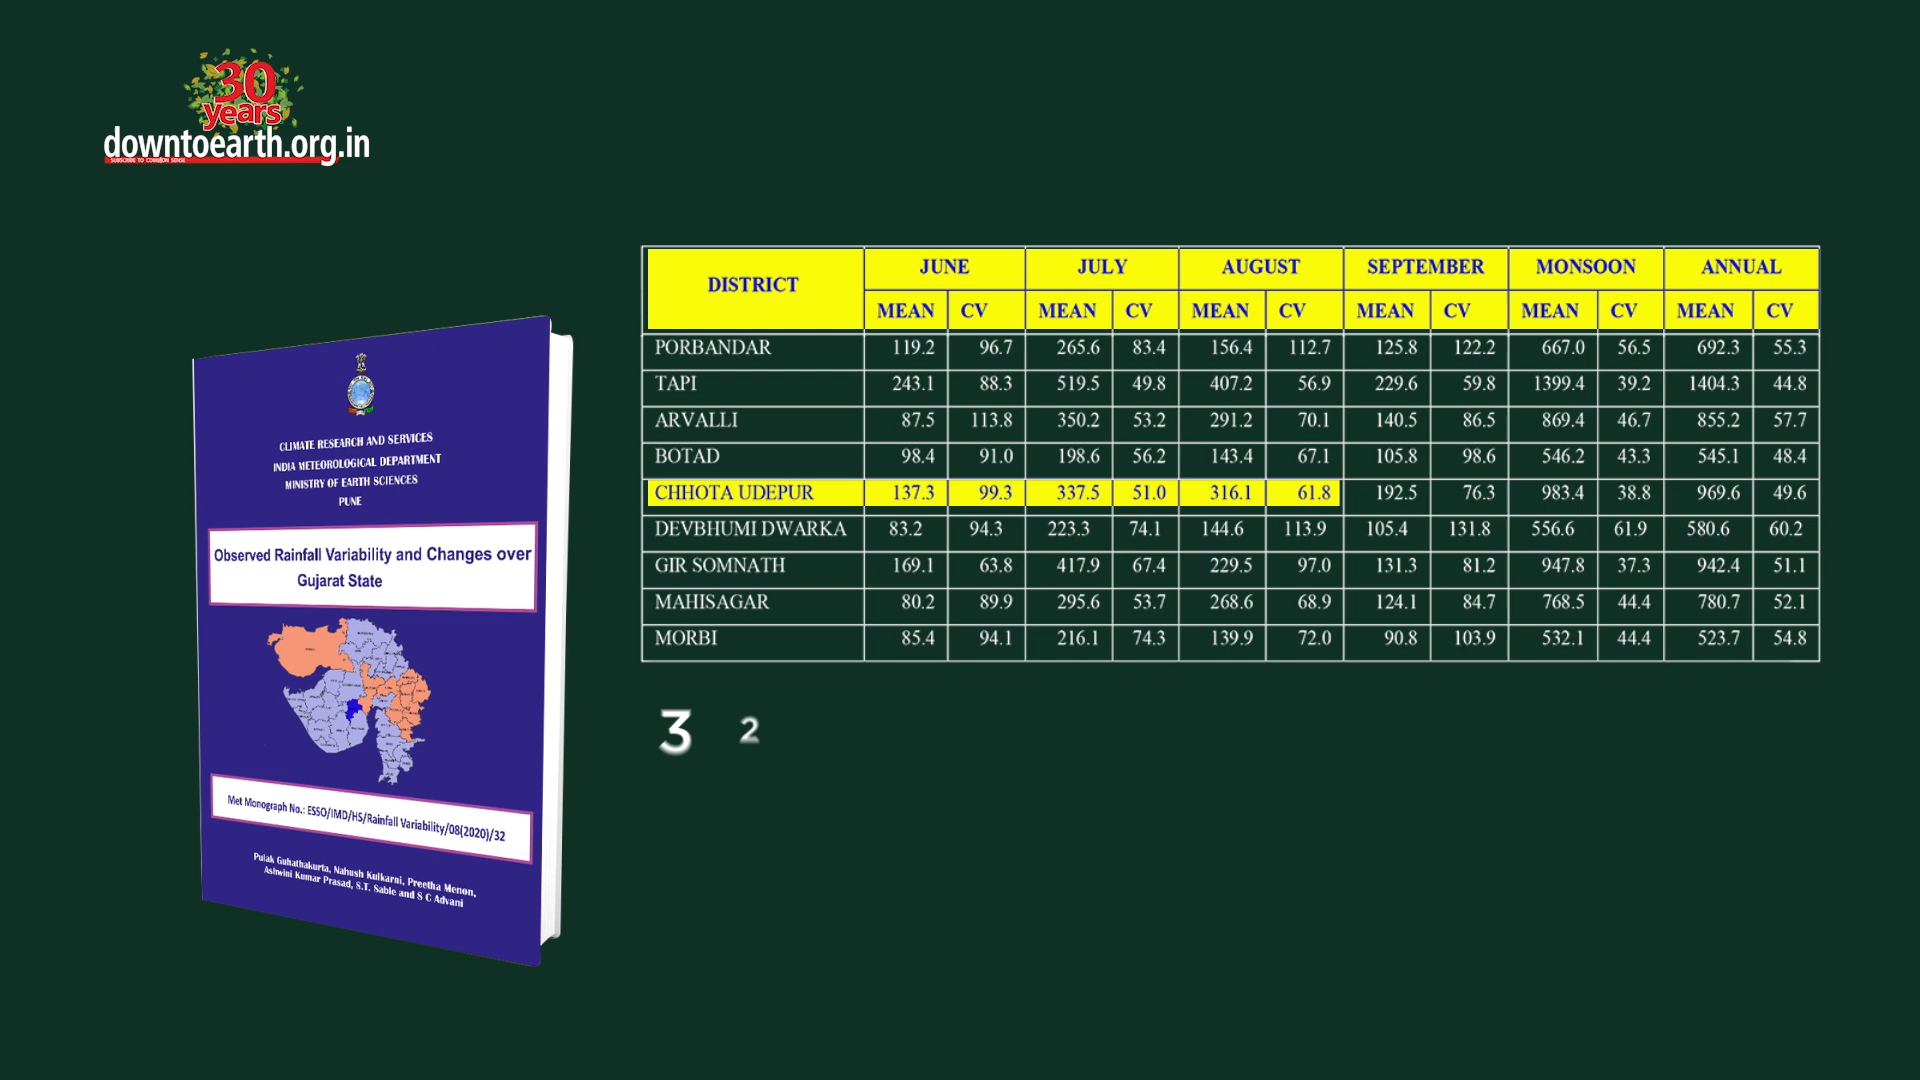 30
years
downtoearth.org.in
SUBSCRIBE TO COMMON SENSE
CLIMATE RESEARCH AND SERVICES
INDIA METEOROLOGICAL DEPARTMENT
MINISTRY OF EARTH SCIENCES
PUNE
Observed Rainfall Variability and Changes over
Gujarat State
Met Monograph No.: ESSO/IMD/HS/Rainfall Variability/08(2020)/32
Pulak Guhathakurta, Nahush Kulkarni, Preetha Menon,
Ashwini Kumar Prasad, S.T. Sable and S C Advani
DISTRICT JUNE JULY AUGUST SEPTEMBER MONSOON ANNUAL
MEAN CV MEAN CV MEAN CV MEAN CV MEAN CV MEAN CV
PORBANDAR 119.2 96.7 265.6 83.4 156.4 112.7 125.8 122.2 667.0 56.5 692.3 55.3
TAPI 243.1 88.3 519.5 49.8 407.2 56.9 229.6 59.8 1399.4 39.2 1404.3 44.8
ARVALLI 87.5 113.8 350.2 53.2 291.2 70.1 140.5 86.5 869.4 46.7 855.2 57.7
BOTAD 98.4 91.0 198.6 56.2 143.4 67.1 105.8 98.6 546.2 43.3 545.1 48.4
CHHOTA UDEPUR 137.3 99.3 337.5 51.0 316.1 61.8 192.5 76.3 983.4 38.8 969.6 49.6
DEVBHUMI DWARKA 83.2 94.3 223.3 74.1 144.6 113.9 105.4 131.8 556.6 61.9 580.6 60.2
GIR SOMNATH 169.1 63.8 417.9 67.4 229.5 97.0 131.3 81.2 947.8 37.3 942.4 51.1
MAHISAGAR 80.2 89.9 295.6 53.7 268.6 68.9 124.1 84.7 768.5 44.4 780.7 52.1
MORBI 85.4 94.1 216.1 74.3 139.9 72.0 90.8 103.9 532.1 44.4 523.7 54.8
3 2